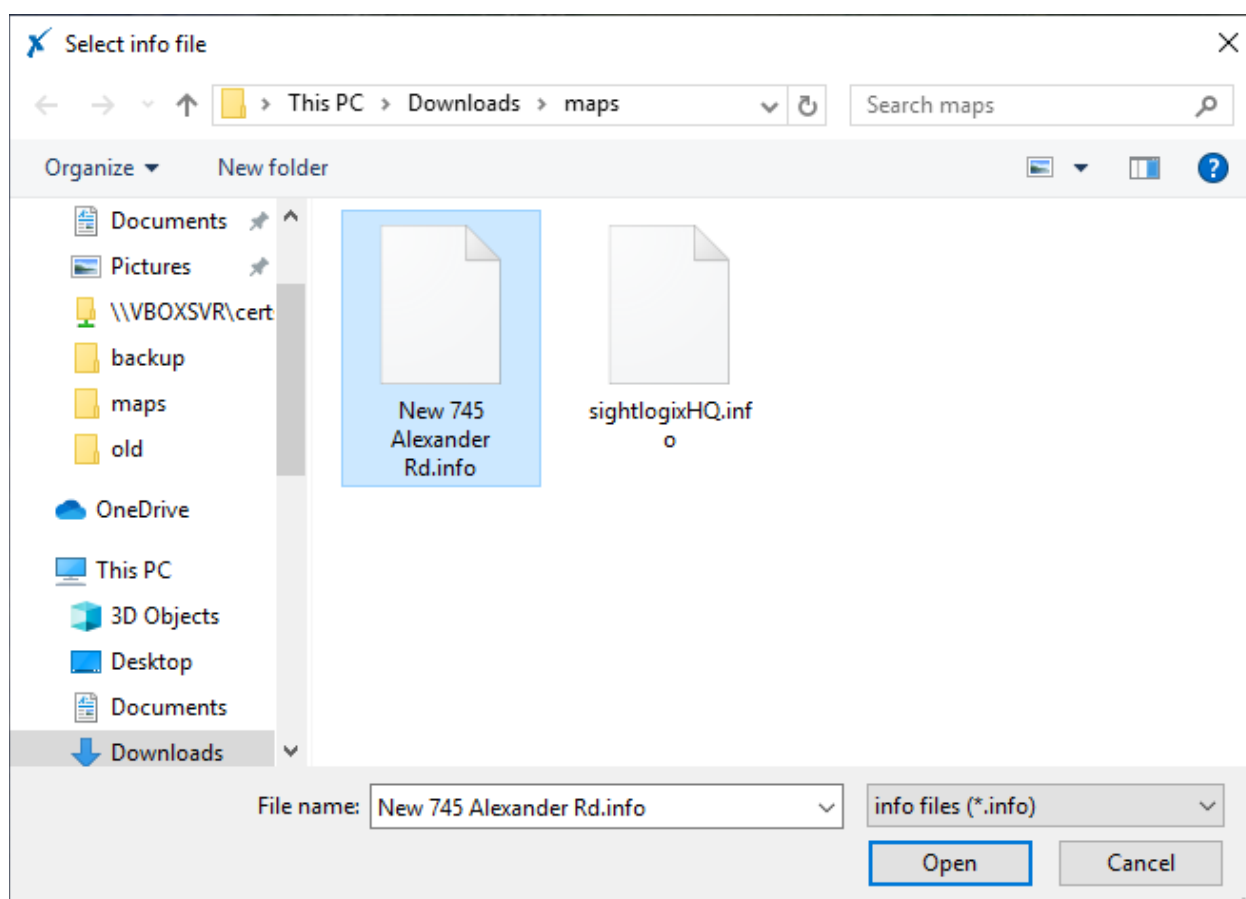 Select info file
This PC > Downloads > maps
Search maps
Organize
New folder
?
Documents
Pictures
\\VBOXSVR\cert
backup
maps
old
OneDrive
This PC
3D Objects
Desktop
Documents
Downloads
New 745
Alexander
Rd.info
sightlogixHQ.inf
o
File name: New 745 Alexander Rd.info
info files (*.info)
Open
Cancel